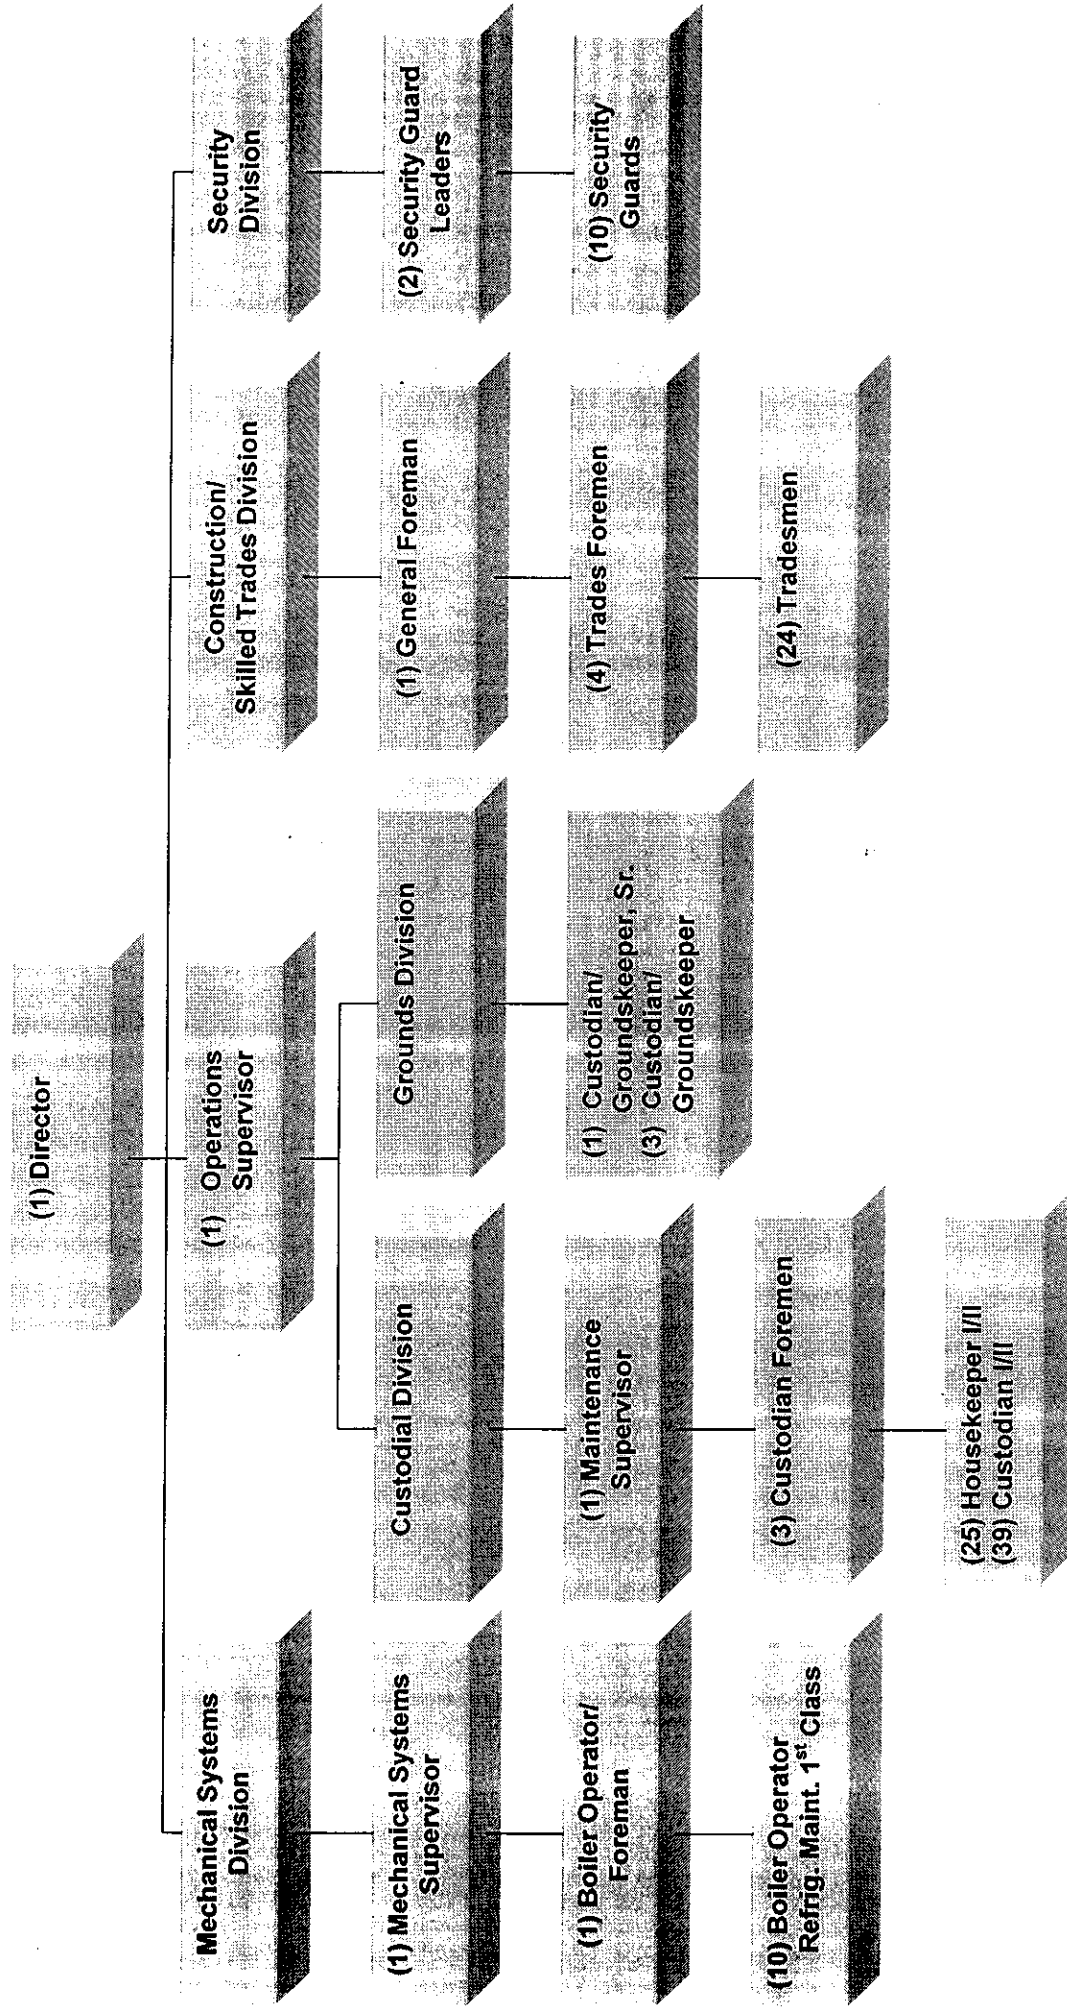 (1) Director
Mechanical Systems
Division
(1) Operations
Supervisor
Construction/
Skilled Trades Division
Security
Division
(1) Mechanical Systems
Supervisor
Custodial Division
Grounds Division
(1) General Foreman
(2) Security Guard
Leaders
(1) Boiler Operator/
Foreman
(1) Maintenance
Supervisor
(1) Custodian/
Groundskeeper, Sr.
(3) Custodian/
Groundskeeper
(4) Trades Foremen
(10) Security
Guards
(10) Boiler Operator
Refrig. Maint. 1st Class
(3) Custodian Foremen
(24) Tradesmen
(25) Housekeeper I/II
(39) Custodian I/II